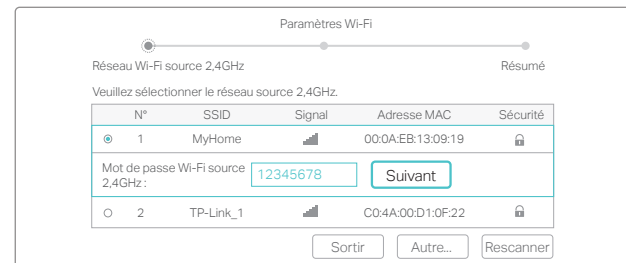 Paramètres Wi-Fi
Réseau Wi-Fi source 2,4GHz Résumé
Veuillez sélectionner le réseau source 2,4GHz.
N° SSID Signal Adresse MAC Sécurité
1 MyHome 00:0A:EB:13:09:19
Mot de passe Wi-Fi source
2,4GHz : 12345678 Suivant
2 TP-Link_1 C0:4A:00:D1:0F:22
Sortir Autre... Rescanner